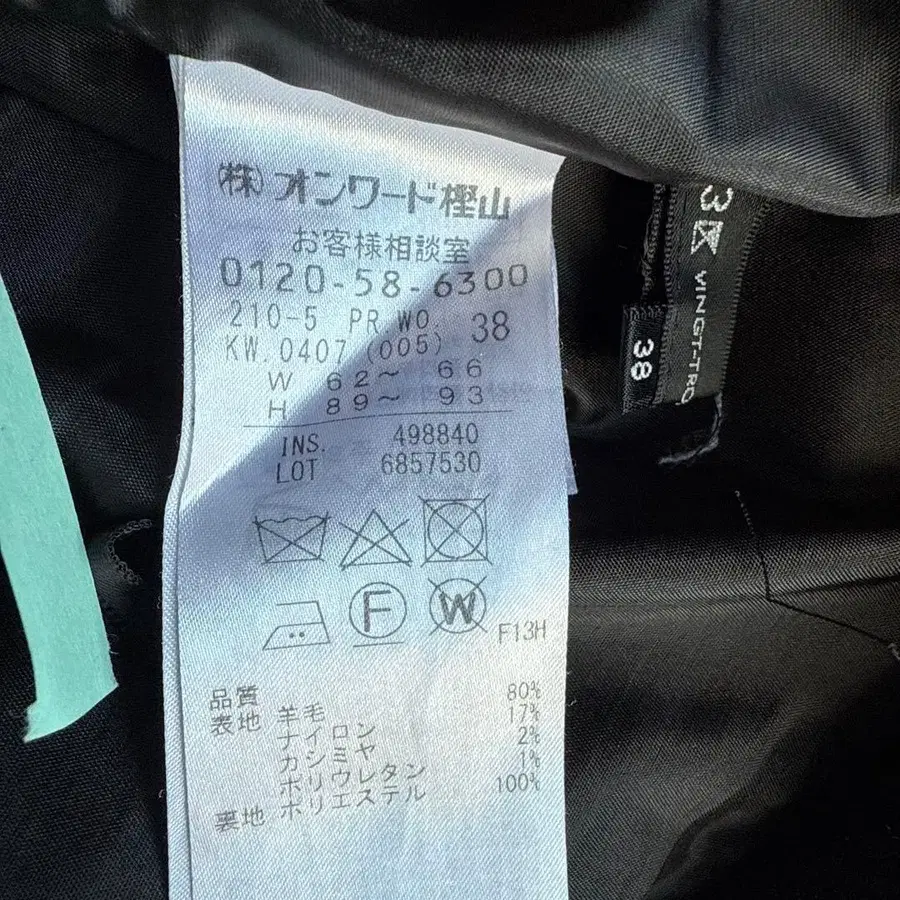 ㈱オンワード樫山
お客様相談室
0120-58-6300
210-5 PR.WO. 38
KW.0407 (005)
W 62～ 66
H 89～ 93
INS. 498840
LOT 6857530
F
W
F13H
品質
表地 羊毛 80%
ナイロン 17%
カシミヤ 2%
ポリウレタン 1%
裏地 ポリエステル 100%
VINGT-TRO
38